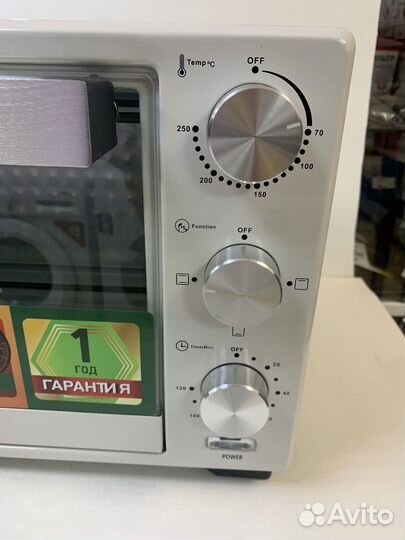 Temp °C
OFF
250
70
200
100
150
Function
OFF
Time(Min)
OFF
20
120
40
POWER
1
ГОД
ГАРАНТИЯ
Avito